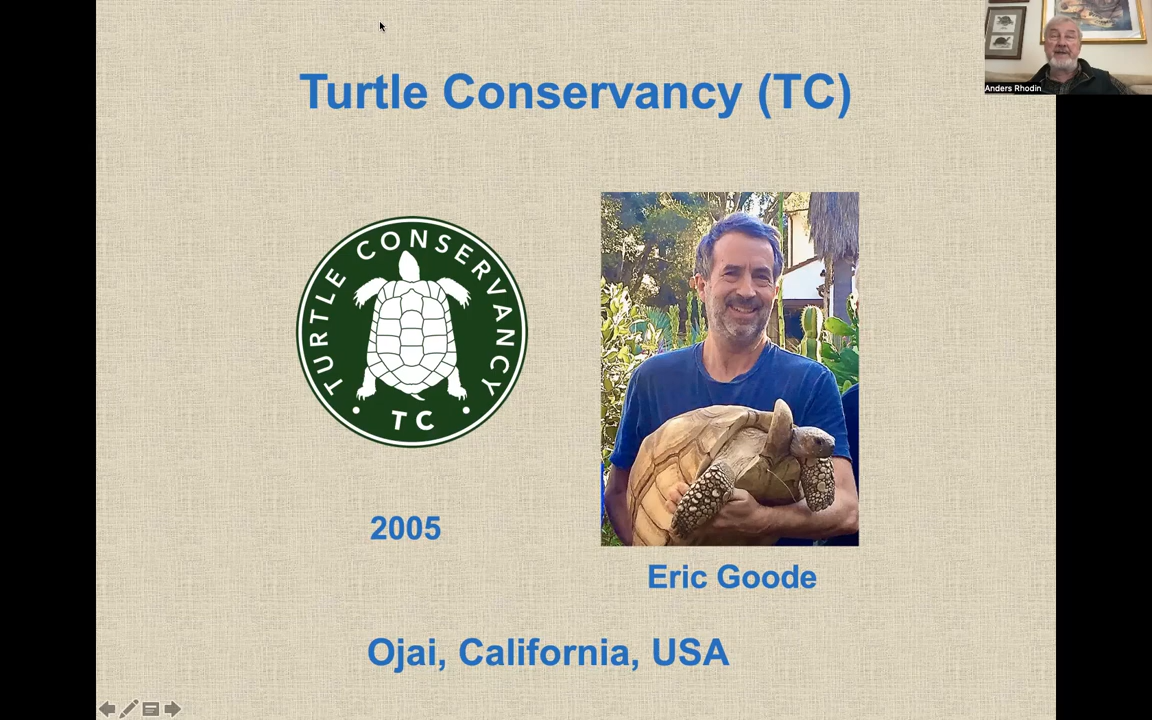 Turtle Conservancy (TC)
Anders Rhodin
TURTLE CONSERVANCY
• TC •
2005
Eric Goode
Ojai, California, USA